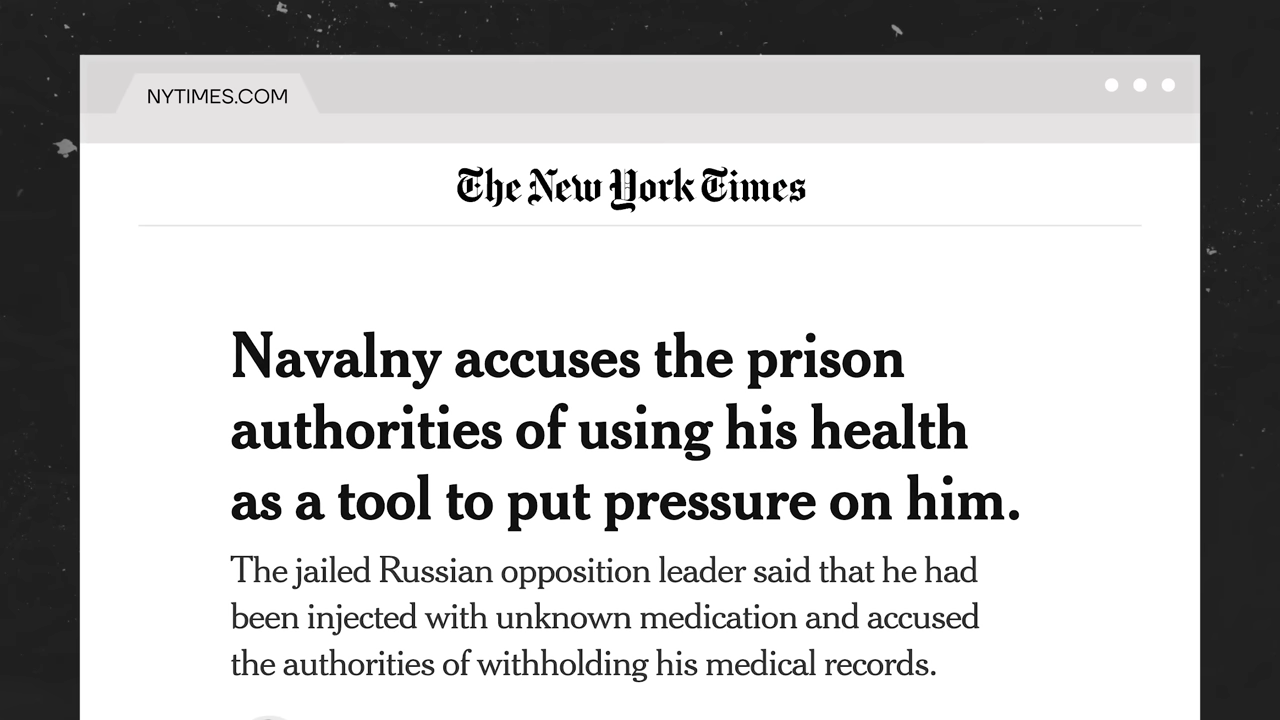 NYTIMES.COM
The New York Times
Navalny accuses the prison
authorities of using his health
as a tool to put pressure on him.
The jailed Russian opposition leader said that he had
been injected with unknown medication and accused
the authorities of withholding his medical records.